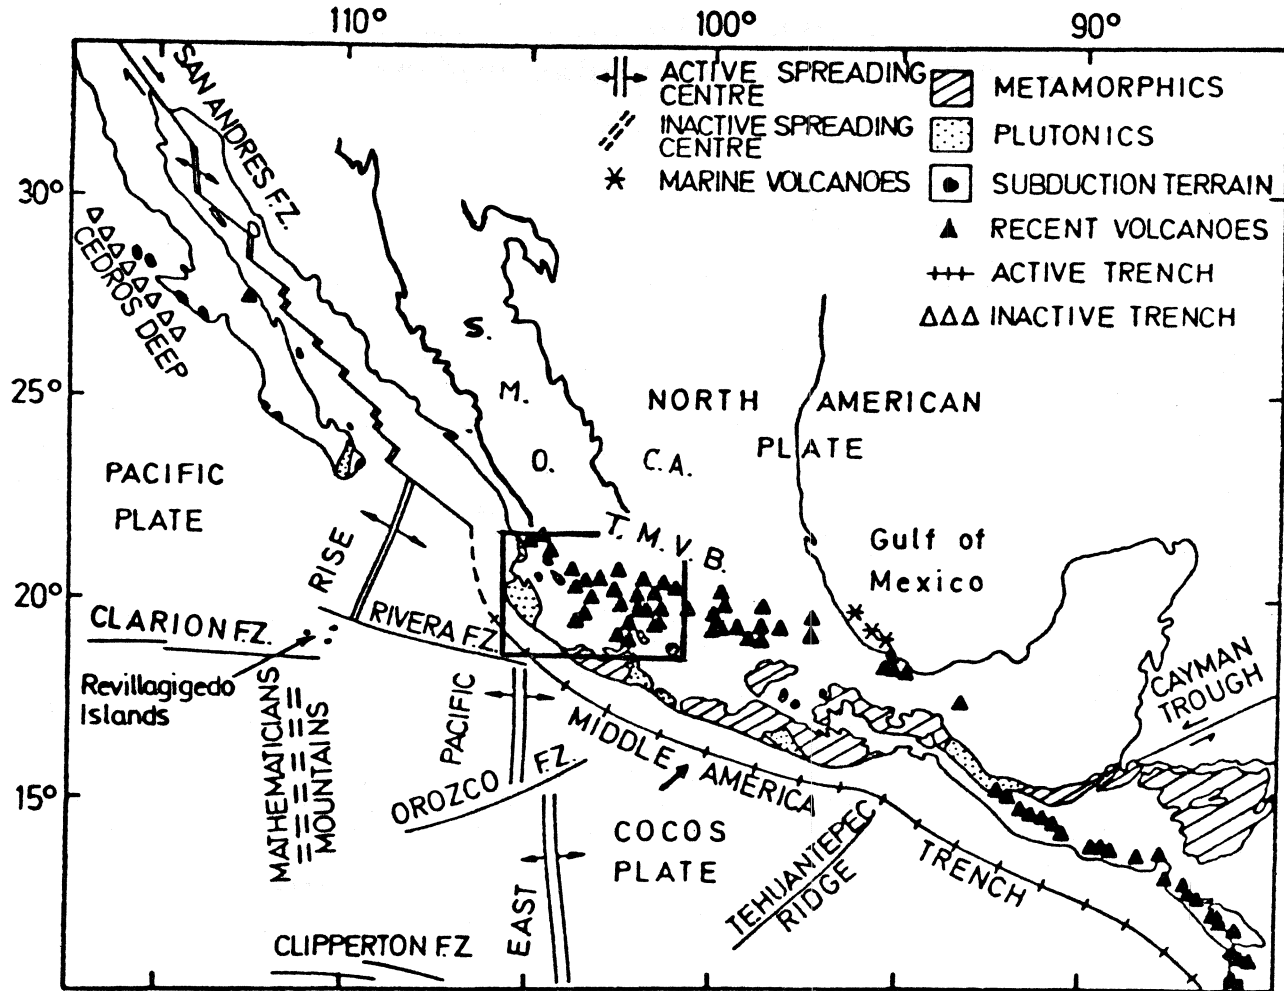 110°
100°
90°
30°
25°
20°
15°
ACTIVE SPREADING
CENTRE
INACTIVE SPREADING
CENTRE
MARINE VOLCANOES
METAMORPHICS
PLUTONICS
SUBDUCTION TERRAIN
RECENT VOLCANOES
ACTIVE TRENCH
INACTIVE TRENCH
SAN ANDRES F.Z.
CEDROS DEEP
S.
M.
O.
NORTH AMERICAN
PLATE
C.A.
PACIFIC
PLATE
T. M. V. B.
Gulf of
Mexico
RISE
CLARION F.Z.
RIVERA F.Z.
Revillagigedo
Islands
MATHEMATICIANS
MOUNTAINS
PACIFIC
OROZCO F.Z.
EAST
CLIPPERTON F.Z.
MIDDLE AMERICA
TRENCH
COCOS
PLATE
TEHUANTEPEC
RIDGE
CAYMAN
TROUGH